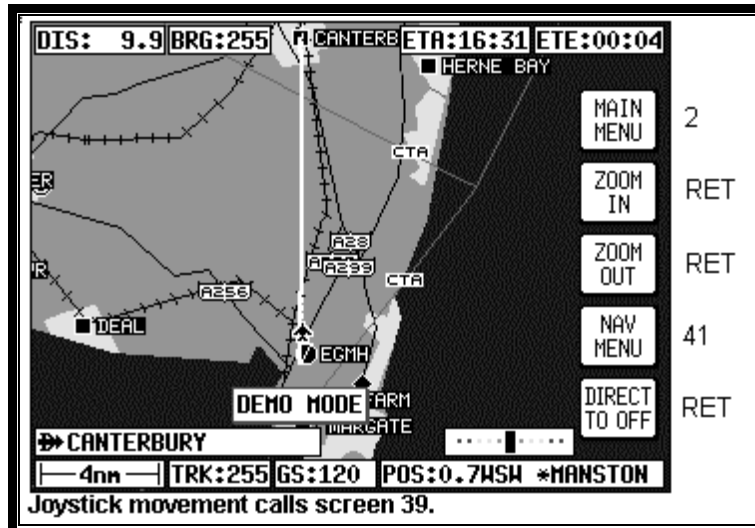 DIS: 9.9 BRG:255 CANTERB ETA:16:31 ETE:00:04
HERNE BAY
MAIN MENU 2
CTA
ZOOM IN RET
ER
A28
A299
ZOOM OUT RET
R
CTA
A256
NAV MENU 41
DEAL
EGMH
DIRECT TO OFF RET
DEMO MODE
FARM
MARGATE
CANTERBURY
4nm TRK:255 GS:120 POS:0.7WSW *MANSTON
Joystick movement calls screen 39.